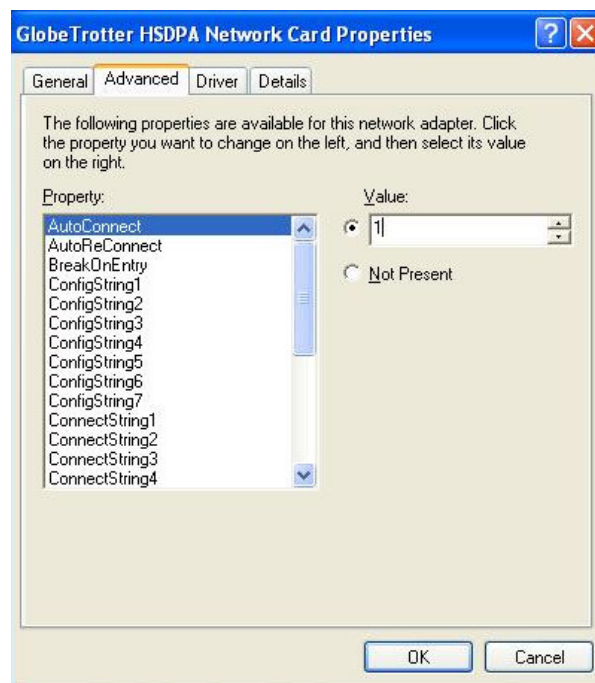 GlobeTrotter HSDPA Network Card Properties
General Advanced Driver Details
The following properties are available for this network adapter. Click
the property you want to change on the left, and then select its value
on the right.
Property:
Value:
AutoConnect
AutoReConnect
BreakOnEntry
ConfigString1
ConfigString2
ConfigString3
ConfigString4
ConfigString5
ConfigString6
ConfigString7
ConnectString1
ConnectString2
ConnectString3
ConnectString4
1
Not Present
OK
Cancel